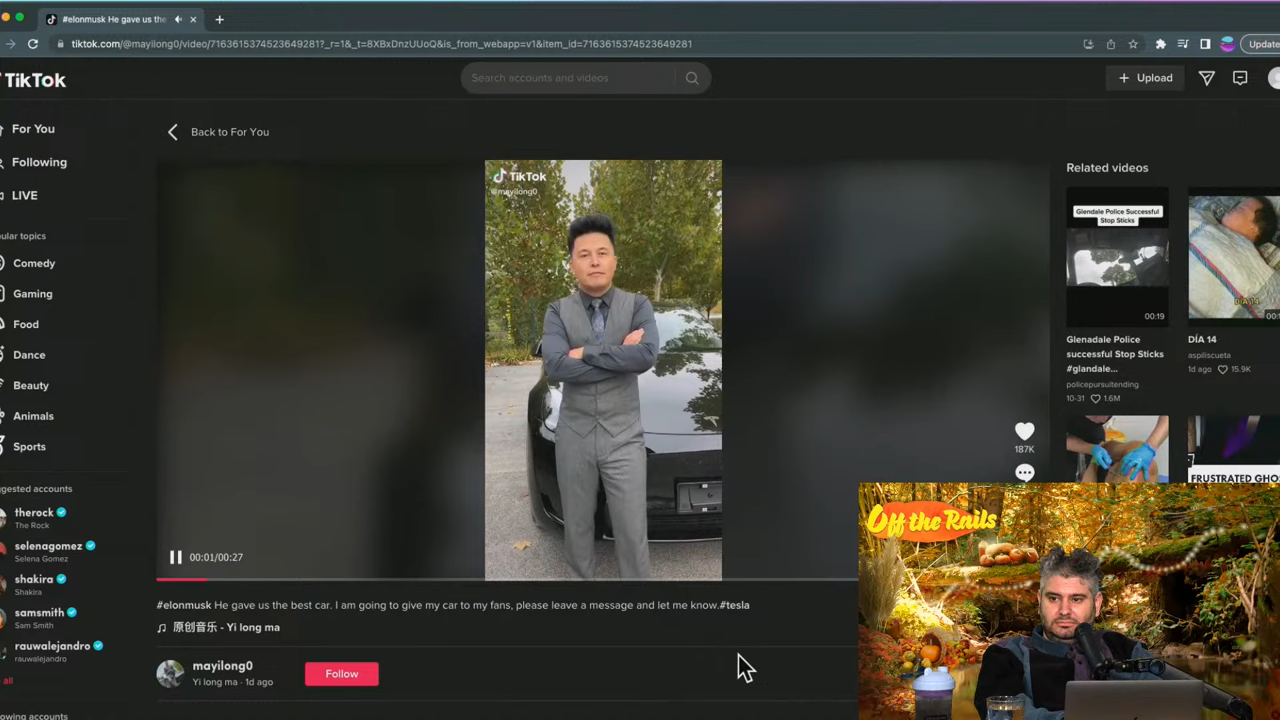 #elonmusk He gave us the
tiktok.com/@mayilong0/video/7163615374523649281?_r=1&_t=8XBxDnzUUoQ&is_from_webapp=v1&item_id=7163615374523649281
Update
TikTok
Search accounts and videos
Upload
For You
Following
LIVE
Comedy
Gaming
Food
Dance
Beauty
Animals
Sports
therock
The Rock
selenagomez
Selena Gomez
shakira
Shakira
samsmith
Sam Smith
rauwalejandro
rauwalejandro
all
accounts
Back to For You
TikTok
@mayilong0
187K
00:01/00:27
#elonmusk He gave us the best car. I am going to give my car to my fans, please leave a message and let me know.#tesla
原创音乐 - Yi long ma
mayilong0
Yi long ma · 1d ago
Follow
Related videos
Glendale Police Successful
Stop Sticks
00:19
Glenadale Police
successful Stop Sticks
#glandale...
policepursuitending
10-31 1.6M
DÍA 14
DÍA 14
aspiliscueta
1d ago 15.9K
FRUSTRATED
Off the Rails